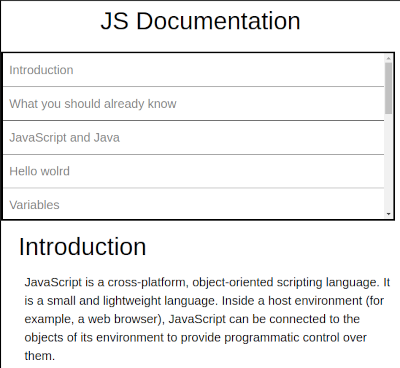 JS Documentation
Introduction
What you should already know
JavaScript and Java
Hello wolrd
Variables
Introduction
JavaScript is a cross-platform, object-oriented scripting language. It
is a small and lightweight language. Inside a host environment (for
example, a web browser), JavaScript can be connected to the
objects of its environment to provide programmatic control over
them.